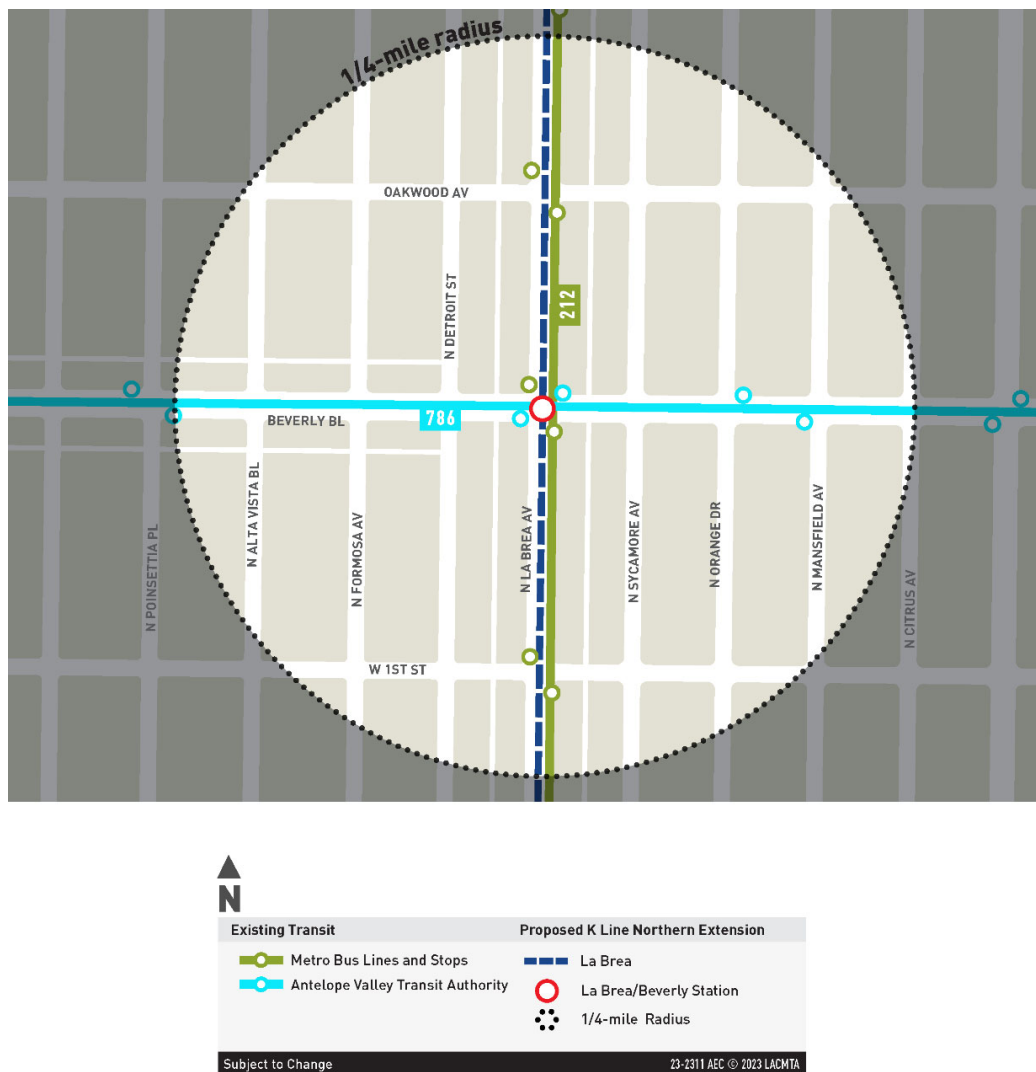 1/4-mile radius
OAKWOOD AV
N DETROIT ST
212
BEVERLY BL
786
N POINSETTIA PL
N ALTA VISTA BL
N FORMOSA AV
N LA BREA AV
N SYCAMORE AV
N ORANGE DR
N MANSFIELD AV
N CITRUS AV
W 1ST ST
N
Existing Transit
Metro Bus Lines and Stops
Antelope Valley Transit Authority
Proposed K Line Northern Extension
La Brea
La Brea/Beverly Station
1/4-mile Radius
Subject to Change
23-2311 AEC © 2023 LACMTA